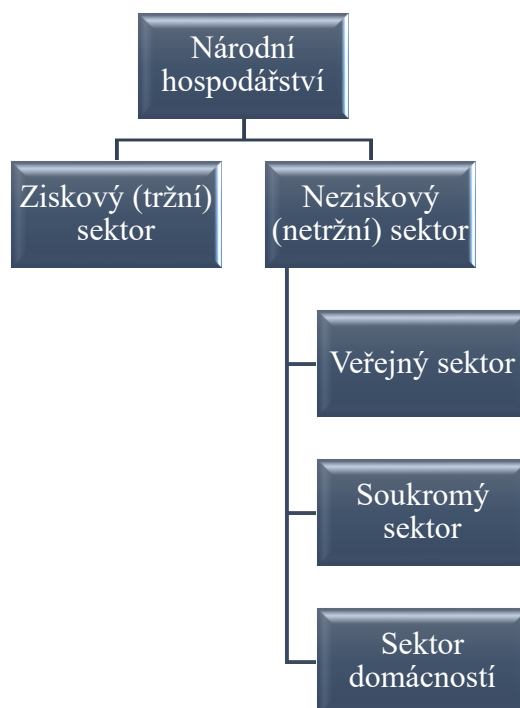 Národní
hospodářství
Ziskový (tržní)
sektor
Neziskový
(netržní) sektor
Veřejný sektor
Soukromý
sektor
Sektor
domácností